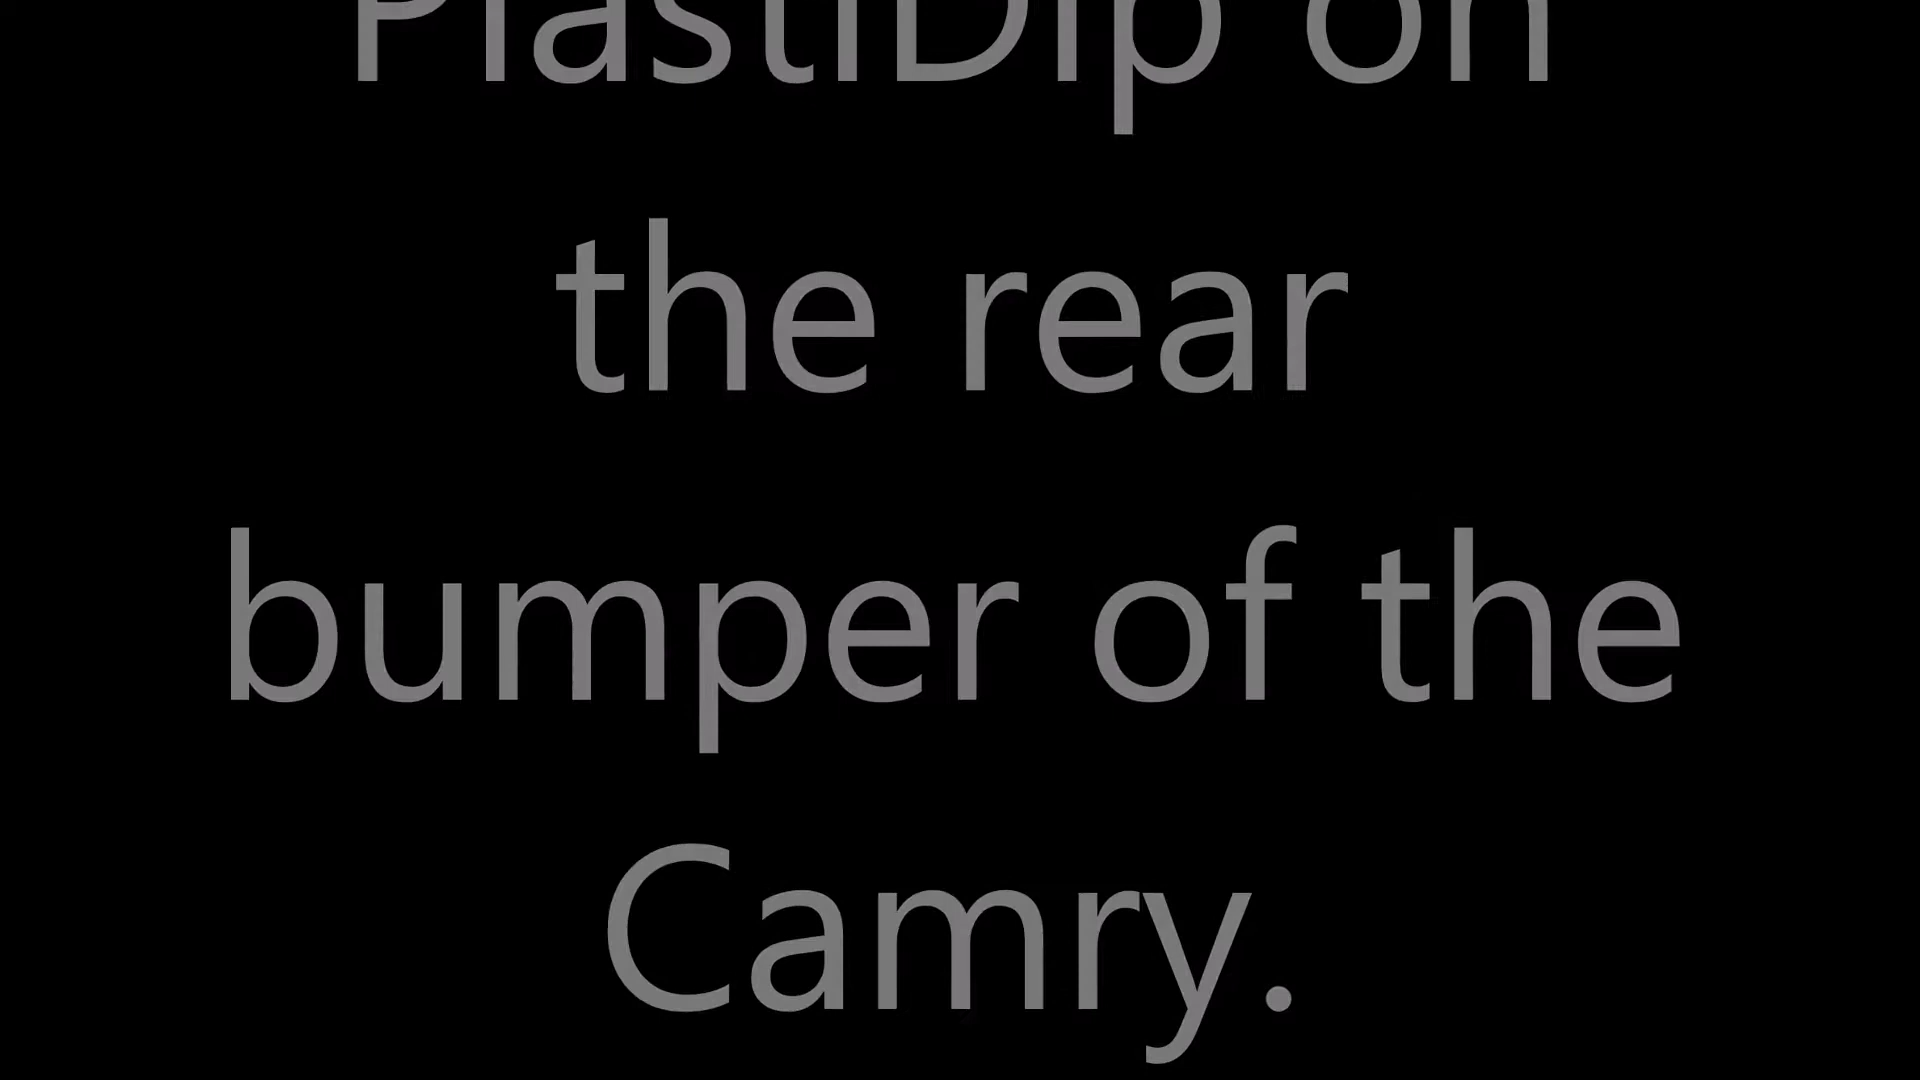 PlastiDip on
the rear
bumper of the
Camry.